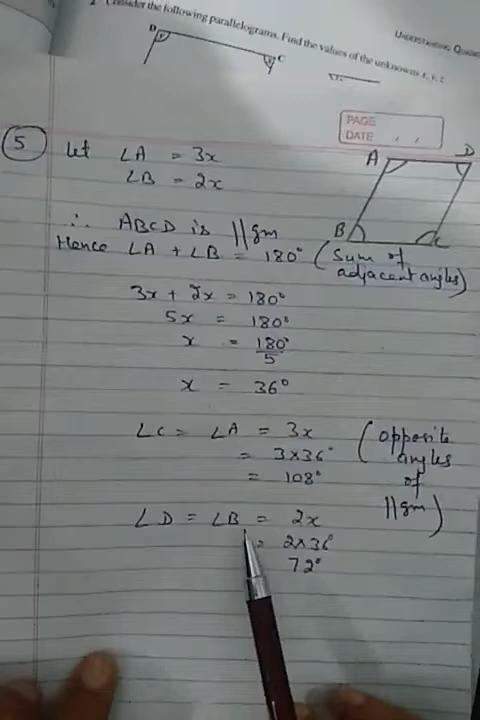 Consider the following parallelograms. Find the values of the unknowns x, y, z
D
C
PAGE
DATE , ,
5
Let ∠A = 3x
∠B = 2x
A D
B C
∴ ABCD is ||gm
Hence ∠A + ∠B = 180° (Sum of
adjacent angles)
3x + 2x = 180°
5x = 180°
x = 180°
5
x = 36°
∠C = ∠A = 3x (opposite
= 3×36° angles
= 108° of
||gm)
∠D = ∠B = 2x
= 2×36°
72°